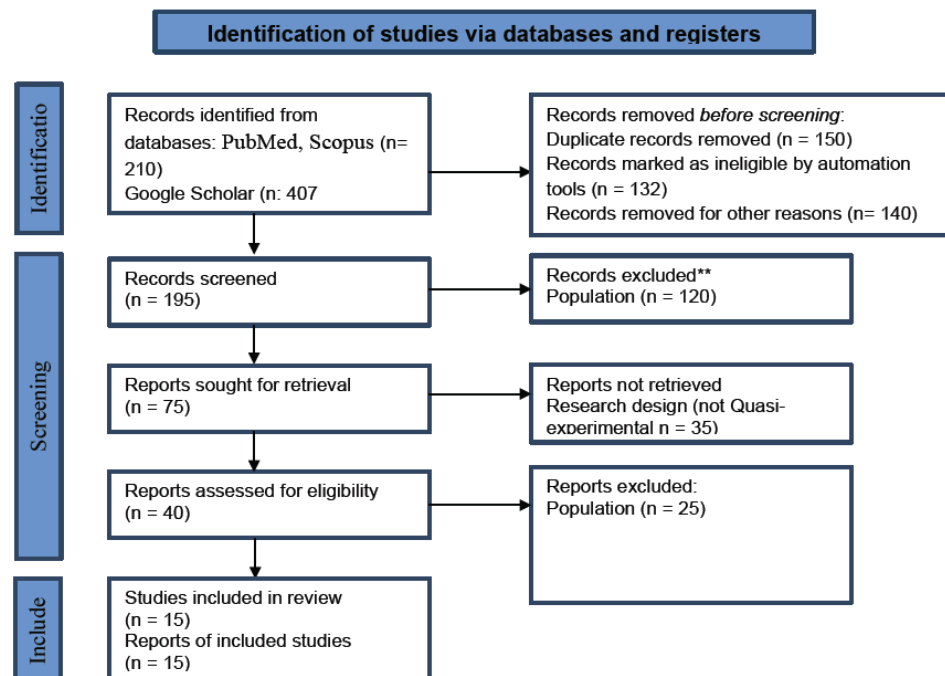 Identification of studies via databases and registers
Identificatio
Records identified from
databases: PubMed, Scopus (n=
210)
Google Scholar (n: 407
Records removed before screening:
Duplicate records removed (n = 150)
Records marked as ineligible by automation
tools (n = 132)
Records removed for other reasons (n= 140)
Screening
Records screened
(n = 195)
Records excluded**
Population (n = 120)
Reports sought for retrieval
(n = 75)
Reports not retrieved
Research design (not Quasi-
experimental n = 35)
Reports assessed for eligibility
(n = 40)
Reports excluded:
Population (n = 25)
Include
Studies included in review
(n = 15)
Reports of included studies
(n = 15)